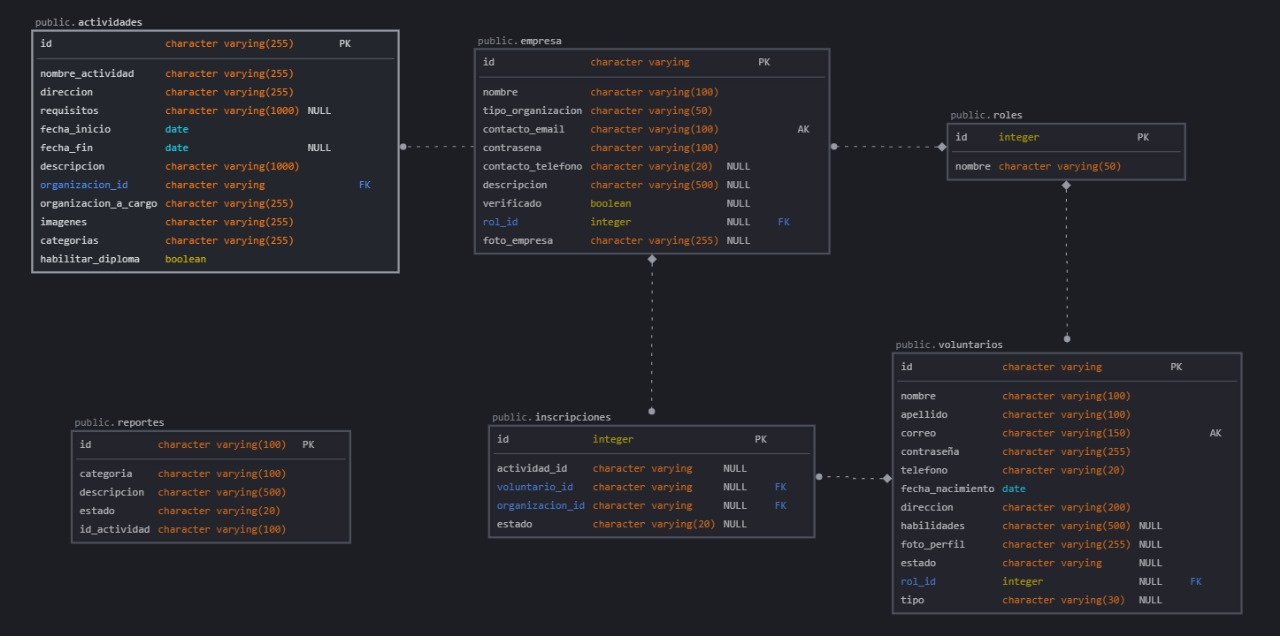 public.actividades
id character varying(255) PK
nombre_actividad character varying(255)
direccion character varying(255)
requisitos character varying(1000) NULL
fecha_inicio date
fecha_fin date NULL
descripcion character varying(1000)
organizacion_id character varying FK
organizacion_a_cargo character varying(255)
imagenes character varying(255)
categorias character varying(255)
habilitar_diploma boolean
public.empresa
id character varying PK
nombre character varying(100)
tipo_organizacion character varying(50)
contacto_email character varying(100) AK
contrasena character varying(100)
contacto_telefono character varying(20) NULL
descripcion character varying(500) NULL
verificado boolean NULL
rol_id integer NULL FK
foto_empresa character varying(255) NULL
public.roles
id integer PK
nombre character varying(50)
public.voluntarios
id character varying PK
nombre character varying(100)
apellido character varying(100)
correo character varying(150) AK
contraseña character varying(255)
telefono character varying(20)
fecha_nacimiento date
direccion character varying(200)
habilidades character varying(500) NULL
foto_perfil character varying(255) NULL
estado character varying NULL
rol_id integer NULL FK
tipo character varying(30) NULL
public.reportes
id character varying(100) PK
categoria character varying(100)
descripcion character varying(500)
estado character varying(20)
id_actividad character varying(100)
public.inscripciones
id integer PK
actividad_id character varying NULL
voluntario_id character varying NULL FK
organizacion_id character varying NULL FK
estado character varying(20) NULL